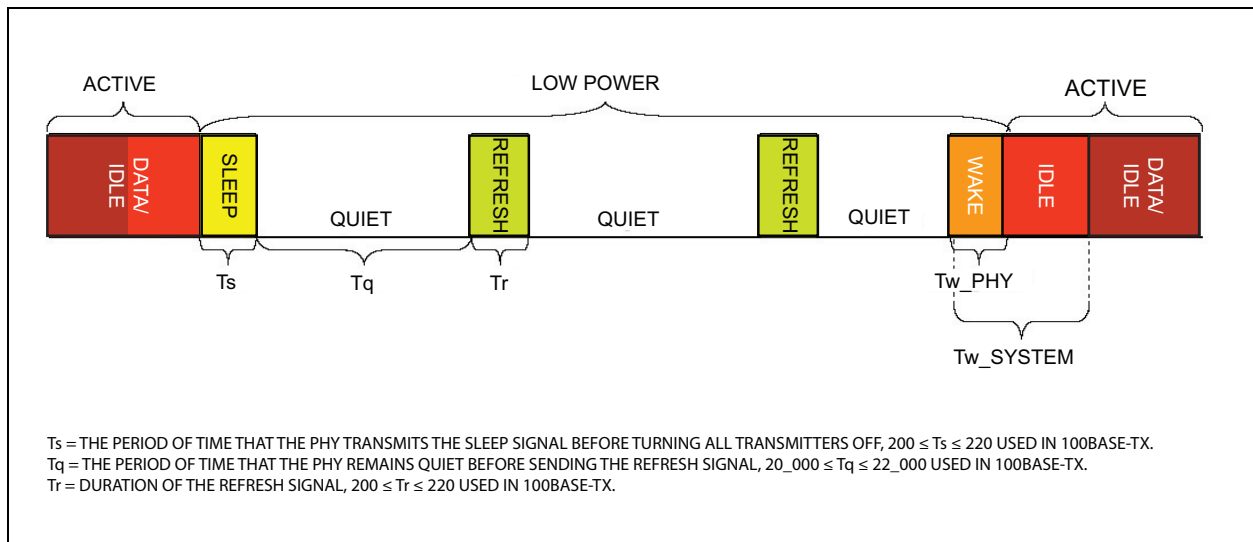 ACTIVE
LOW POWER
ACTIVE
DATA/
IDLE
SLEEP
QUIET
REFRESH
QUIET
REFRESH
QUIET
WAKE
IDLE
DATA/
IDLE
Ts
Tq
Tr
Tw_PHY
Tw_SYSTEM
Ts = THE PERIOD OF TIME THAT THE PHY TRANSMITS THE SLEEP SIGNAL BEFORE TURNING ALL TRANSMITTERS OFF, 200 ≤ Ts ≤ 220 USED IN 100BASE-TX.
Tq = THE PERIOD OF TIME THAT THE PHY REMAINS QUIET BEFORE SENDING THE REFRESH SIGNAL, 20_000 ≤ Tq ≤ 22_000 USED IN 100BASE-TX.
Tr = DURATION OF THE REFRESH SIGNAL, 200 ≤ Tr ≤ 220 USED IN 100BASE-TX.